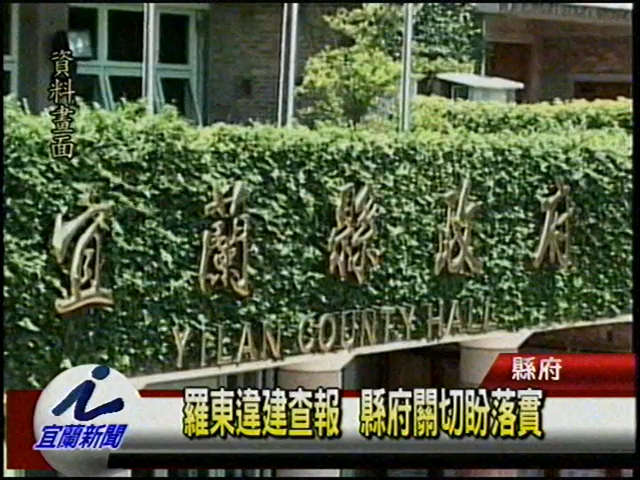 資料畫面
宜蘭縣政府
YILAN COUNTY HALL
縣府
羅東違建查報 縣府關切盼落實
i
宜蘭新聞